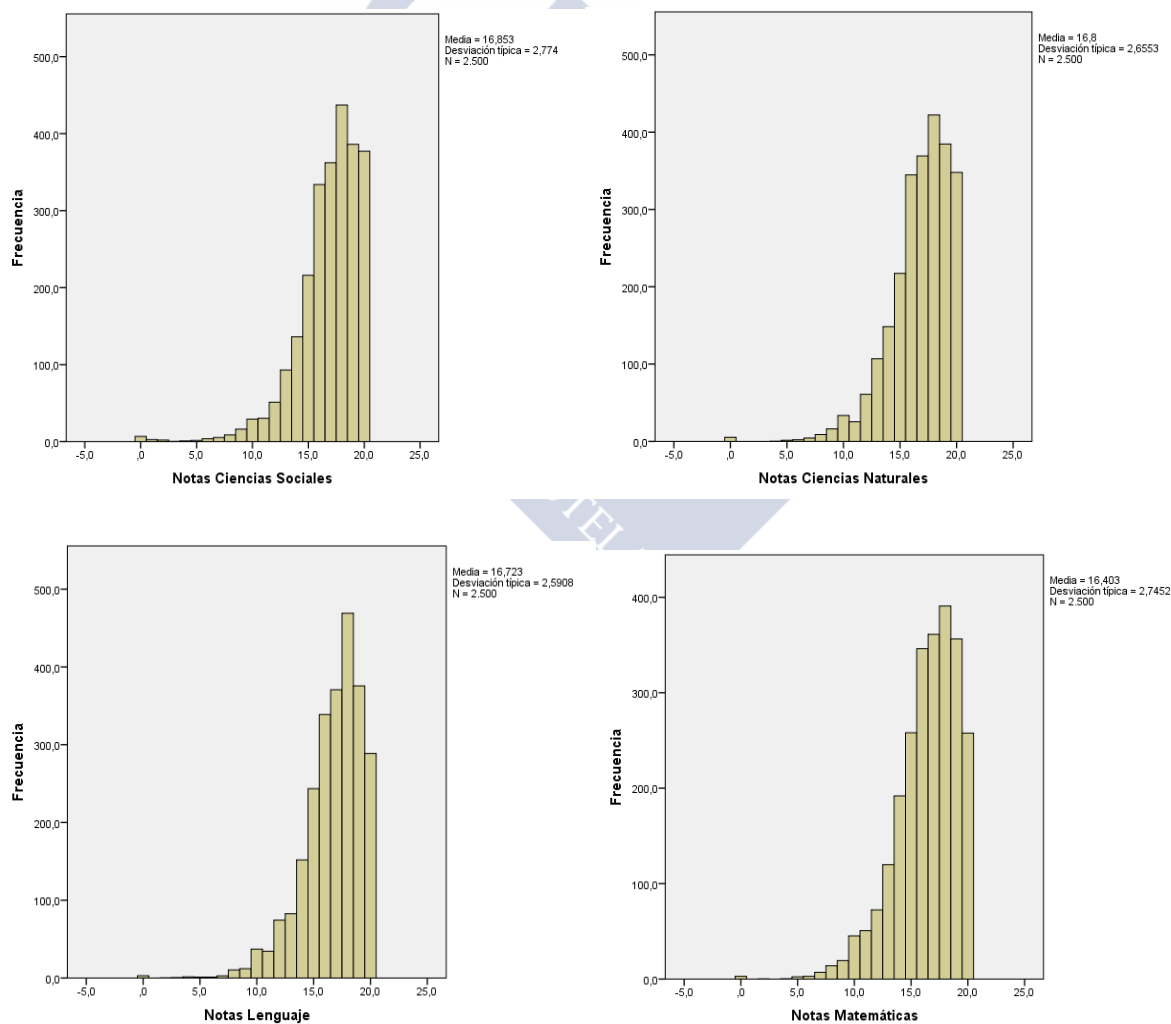 Media = 16,853
Desviación típica = 2,774
N = 2.500
500,0
400,0
300,0
200,0
100,0
0,0
Frecuencia
-5,0 ,0 5,0 10,0 15,0 20,0 25,0
Notas Ciencias Sociales
Media = 16,8
Desviación típica = 2,6553
N = 2.500
500,0
400,0
300,0
200,0
100,0
0,0
Frecuencia
-5,0 ,0 5,0 10,0 15,0 20,0 25,0
Notas Ciencias Naturales
Media = 16,723
Desviación típica = 2,5908
N = 2.500
500,0
400,0
300,0
200,0
100,0
0,0
Frecuencia
-5,0 ,0 5,0 10,0 15,0 20,0 25,0
Notas Lenguaje
Media = 16,403
Desviación típica = 2,7452
N = 2.500
400,0
300,0
200,0
100,0
0,0
Frecuencia
-5,0 ,0 5,0 10,0 15,0 20,0 25,0
Notas Matemáticas